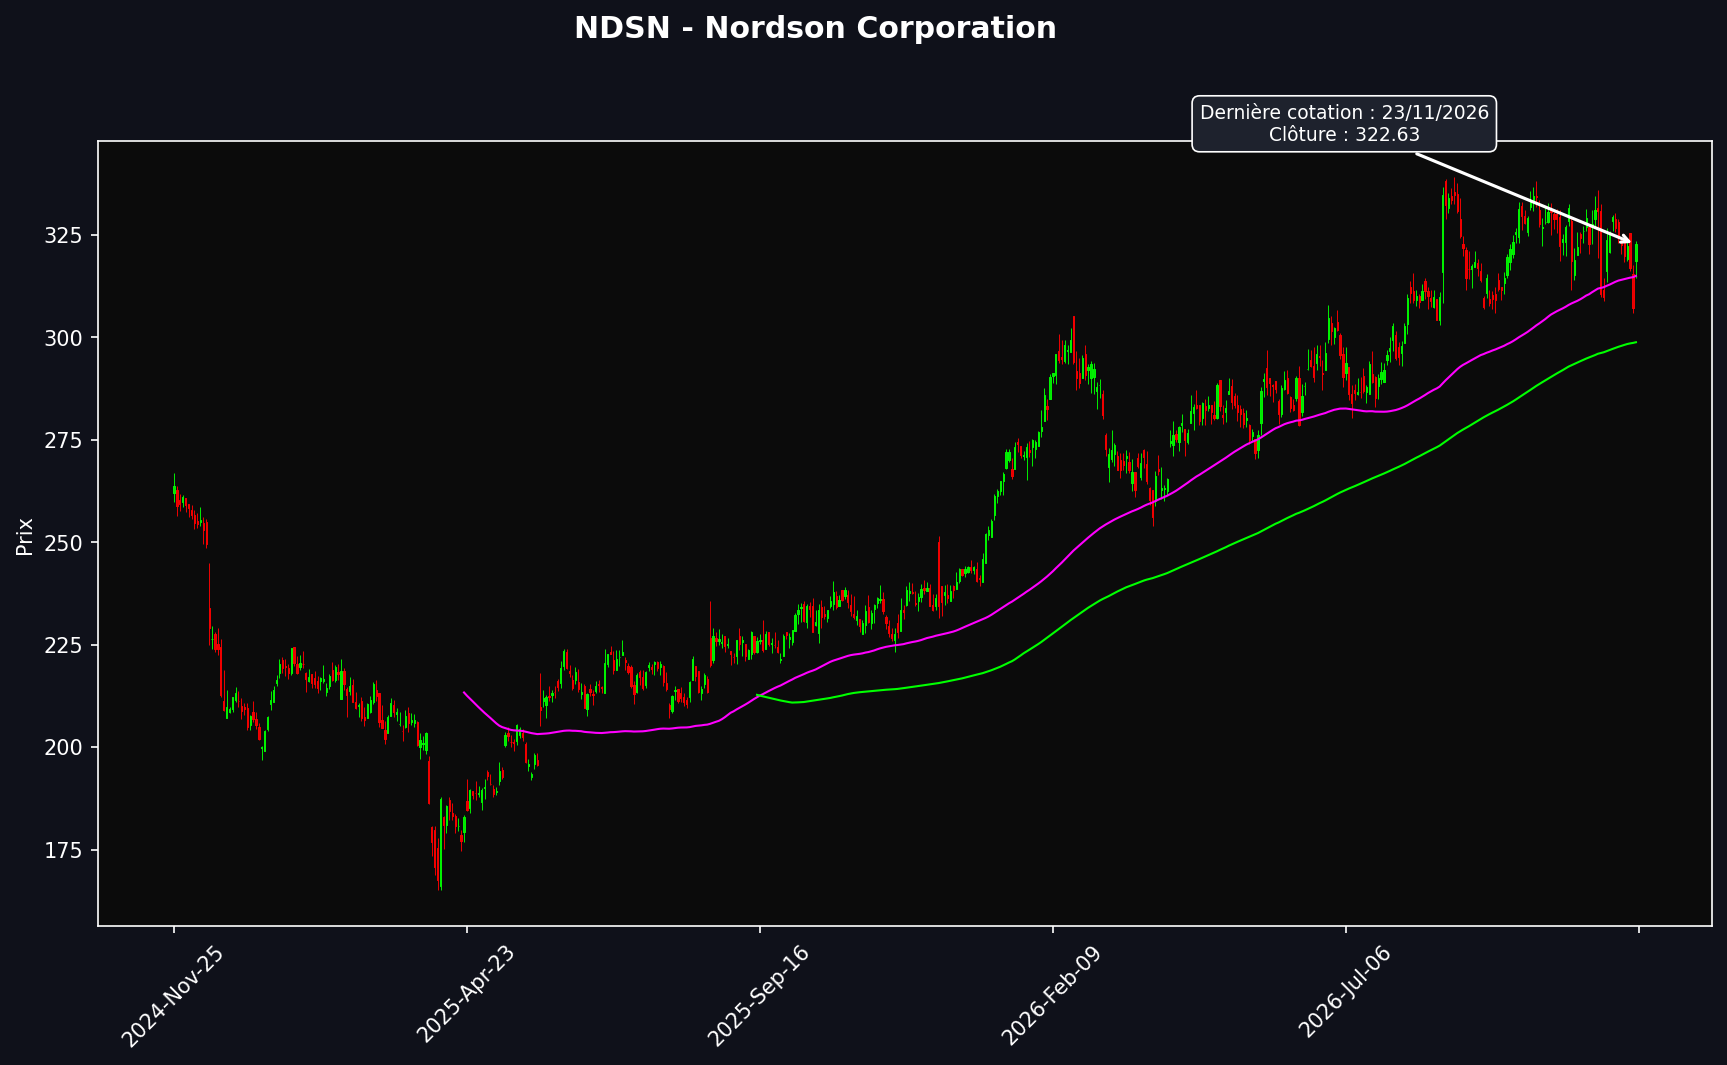 NDSN - Nordson Corporation
Dernière cotation : 23/11/2026
Clôture : 322.63
Prix
325
300
275
250
225
200
175
2024-Nov-25
2025-Apr-23
2025-Sep-16
2026-Feb-09
2026-Jul-06